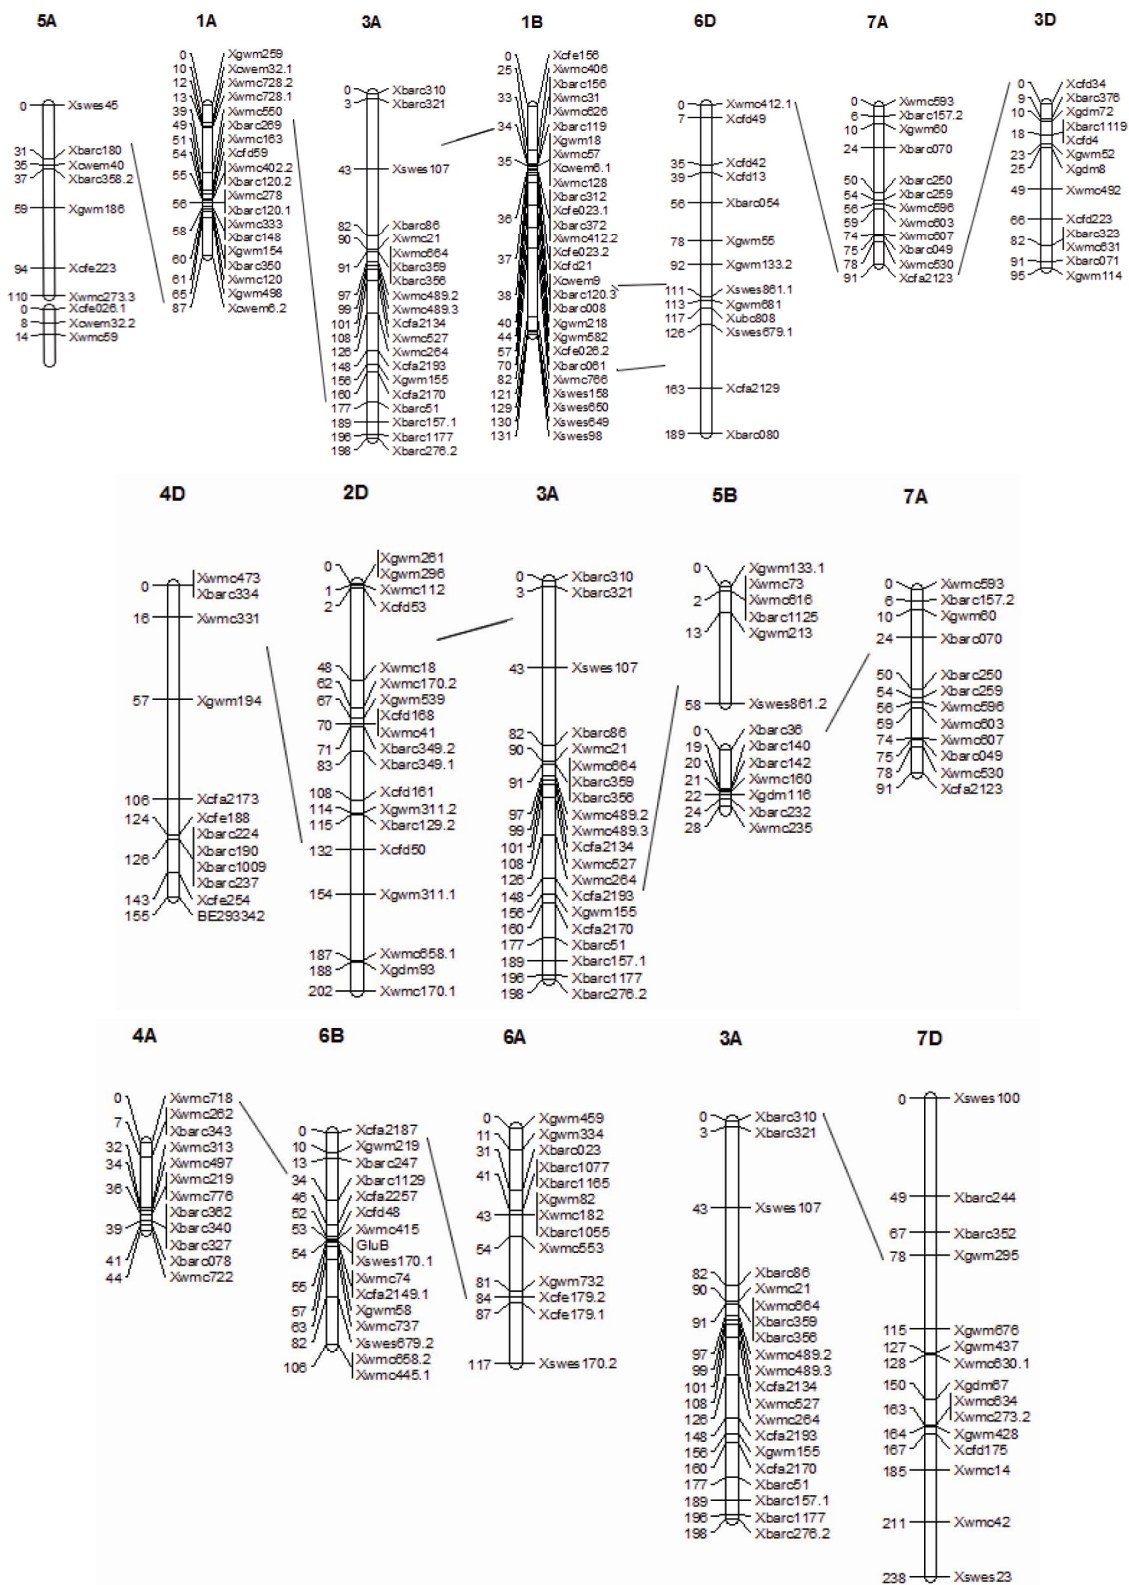 5A
0 Xswes45
31 Xbarc180
35 Xcwem40
37 Xbarc358.2
59 Xgwm186
94 Xcfe223
110 Xwmc273.3
0 Xcfe026.1
8 Xcwem32.2
14 Xwmc59
1A
0 Xgwm259
10 Xcwem32.1
12 Xwmc728.2
13 Xwmc728.1
39 Xwmc550
49 Xbarc269
51 Xwmc163
54 Xcfd59
Xwmc402.2
55 Xbarc120.2
Xwmc278
56 Xbarc120.1
Xwmc333
58 Xbarc148
Xgwm154
60 Xbarc350
61 Xwmc120
65 Xgwm498
87 Xcwem6.2
3A
0 Xbarc310
3 Xbarc321
43 Xswes107
82 Xbarc86
90 Xwmc21
Xwmc664
91 Xbarc359
Xbarc356
97 Xwmc489.2
99 Xwmc489.3
101 Xcfa2134
108 Xwmc527
126 Xwmc264
148 Xcfa2193
156 Xgwm155
160 Xcfa2170
177 Xbarc51
189 Xbarc157.1
196 Xbarc1177
198 Xbarc276.2
1B
0 Xcfe156
25 Xwmc406
Xbarc156
33 Xwmc31
Xwmc626
34 Xbarc119
Xgwm18
Xwmc57
35 Xcwem6.1
Xwmc128
Xbarc312
Xcfe023.1
36 Xbarc372
Xwmc412.2
Xcfe023.2
37 Xcfd21
Xcwem9
38 Xbarc120.3
Xbarc008
40 Xgwm218
44 Xgwm582
57 Xcfe026.2
70 Xbarc061
82 Xwmc766
121 Xswes158
129 Xswes650
130 Xswes649
131 Xswes98
6D
0 Xwmc412.1
7 Xcfd49
35 Xcfd42
39 Xcfd13
56 Xbarc054
78 Xgwm55
92 Xgwm133.2
111 Xswes861.1
113 Xgwm681
117 Xubc808
126 Xswes679.1
163 Xcfa2129
189 Xbarc080
7A
0 Xwmc593
6 Xbarc157.2
10 Xgwm60
24 Xbarc070
50 Xbarc250
54 Xbarc259
56 Xwmc596
59 Xwmc603
74 Xwmc607
75 Xbarc049
78 Xwmc530
91 Xcfa2123
3D
0 Xcfd34
9 Xbarc376
10 Xgdm72
Xbarc1119
18 Xcfd4
23 Xgwm52
24 Xgdm8
49 Xwmc492
66 Xcfd223
Xbarc323
82 Xwmc631
91 Xbarc071
95 Xgwm114
4D
0 Xwmc473
Xbarc334
16 Xwmc331
57 Xgwm194
106 Xcfa2173
124 Xcfe188
Xbarc224
126 Xbarc190
Xbarc1009
Xbarc237
143 Xcfe254
155 BE293342
2D
0 Xgwm261
Xgwm296
1 Xwmc112
2 Xcfd53
48 Xwmc18
62 Xwmc170.2
67 Xgwm539
70 Xcfd168
Xwmc41
71 Xbarc349.2
83 Xbarc349.1
108 Xcfd161
114 Xgwm311.2
115 Xbarc129.2
132 Xcfd50
154 Xgwm311.1
187 Xwmc658.1
188 Xgdm93
202 Xwmc170.1
3A
0 Xbarc310
3 Xbarc321
43 Xswes107
82 Xbarc86
90 Xwmc21
Xwmc664
91 Xbarc359
Xbarc356
97 Xwmc489.2
99 Xwmc489.3
101 Xcfa2134
108 Xwmc527
126 Xwmc264
148 Xcfa2193
156 Xgwm155
160 Xcfa2170
177 Xbarc51
189 Xbarc157.1
196 Xbarc1177
198 Xbarc276.2
5B
0 Xgwm133.1
Xwmc73
2 Xwmc616
Xbarc1125
13 Xgwm213
58 Xswes861.2
0 Xbarc36
19 Xbarc140
20 Xbarc142
21 Xwmc160
22 Xgdm116
24 Xbarc232
28 Xwmc235
7A
0 Xwmc593
6 Xbarc157.2
10 Xgwm60
24 Xbarc070
50 Xbarc250
54 Xbarc259
56 Xwmc596
59 Xwmc603
74 Xwmc607
75 Xbarc049
78 Xwmc530
91 Xcfa2123
4A
0 Xwmc718
Xwmc262
7 Xbarc343
32 Xwmc313
34 Xwmc497
Xwmc219
36 Xwmc776
Xbarc362
39 Xbarc340
Xbarc327
41 Xbarc078
44 Xwmc722
6B
0 Xcfa2187
10 Xgwm219
13 Xbarc247
34 Xbarc1129
46 Xcfa2257
52 Xcfd48
53 Xwmc415
54 GluB
Xswes170.1
Xwmc74
55 Xcfa2149.1
57 Xgwm58
63 Xwmc737
82 Xswes679.2
106 Xwmc658.2
Xwmc445.1
6A
0 Xgwm459
11 Xgwm334
31 Xbarc023
41 Xbarc1077
Xbarc1165
Xgwm82
43 Xwmc182
Xbarc1055
54 Xwmc553
81 Xgwm732
84 Xcfe179.2
87 Xcfe179.1
117 Xswes170.2
3A
0 Xbarc310
3 Xbarc321
43 Xswes107
82 Xbarc86
90 Xwmc21
Xwmc664
91 Xbarc359
Xbarc356
97 Xwmc489.2
99 Xwmc489.3
101 Xcfa2134
108 Xwmc527
126 Xwmc264
148 Xcfa2193
156 Xgwm155
160 Xcfa2170
177 Xbarc51
189 Xbarc157.1
196 Xbarc1177
198 Xbarc276.2
7D
0 Xswes100
49 Xbarc244
67 Xbarc352
78 Xgwm295
115 Xgwm676
127 Xgwm437
128 Xwmc630.1
150 Xgdm67
163 Xwmc634
Xwmc273.2
164 Xgwm428
167 Xcfd175
185 Xwmc14
211 Xwmc42
238 Xswes23